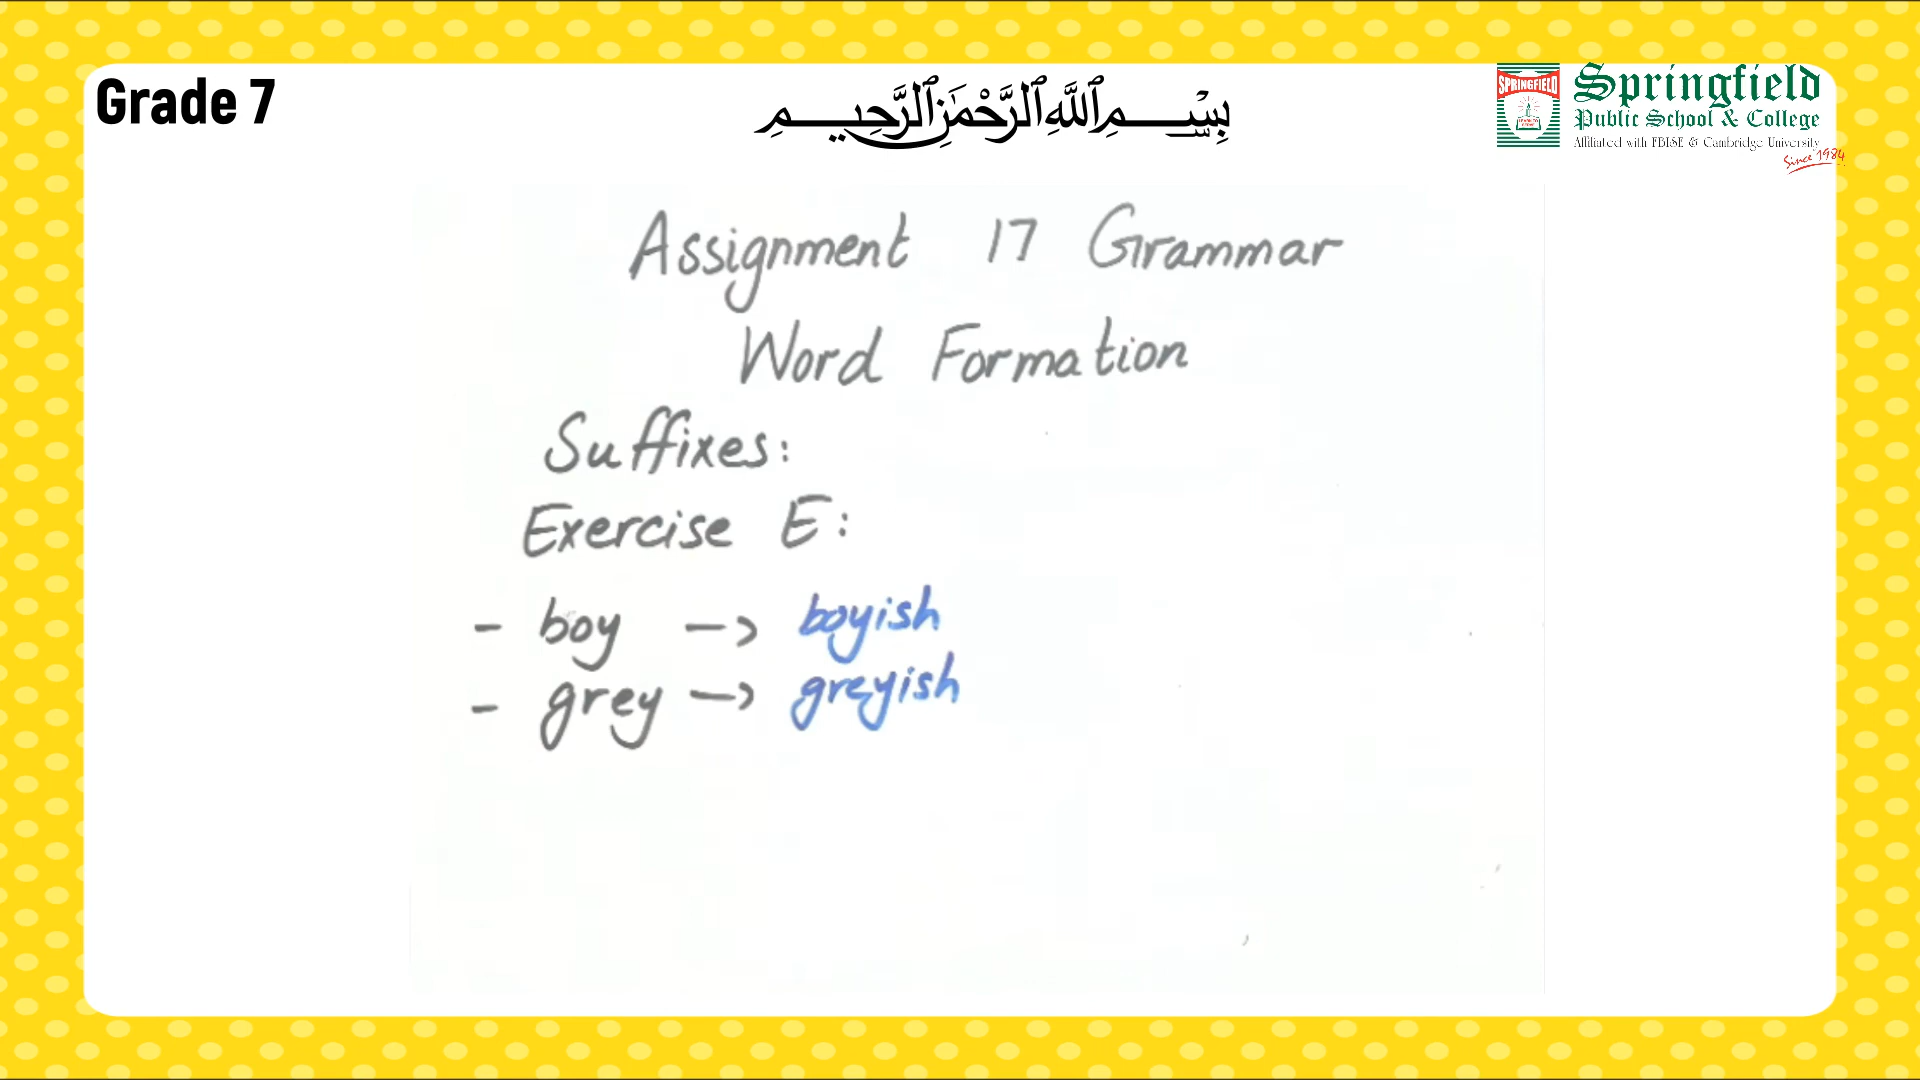 Grade 7
بِسْمِ ٱللَّهِ ٱلرَّحْمَٰنِ ٱلرَّحِيمِ
SPRINGFIELD
Springfield
Public School & College
Affiliated with FBISE & Cambridge University
Since 1984
Assignment 17 Grammar
Word Formation
Suffixes:
Exercise E:
- boy -> boyish
- grey -> greyish